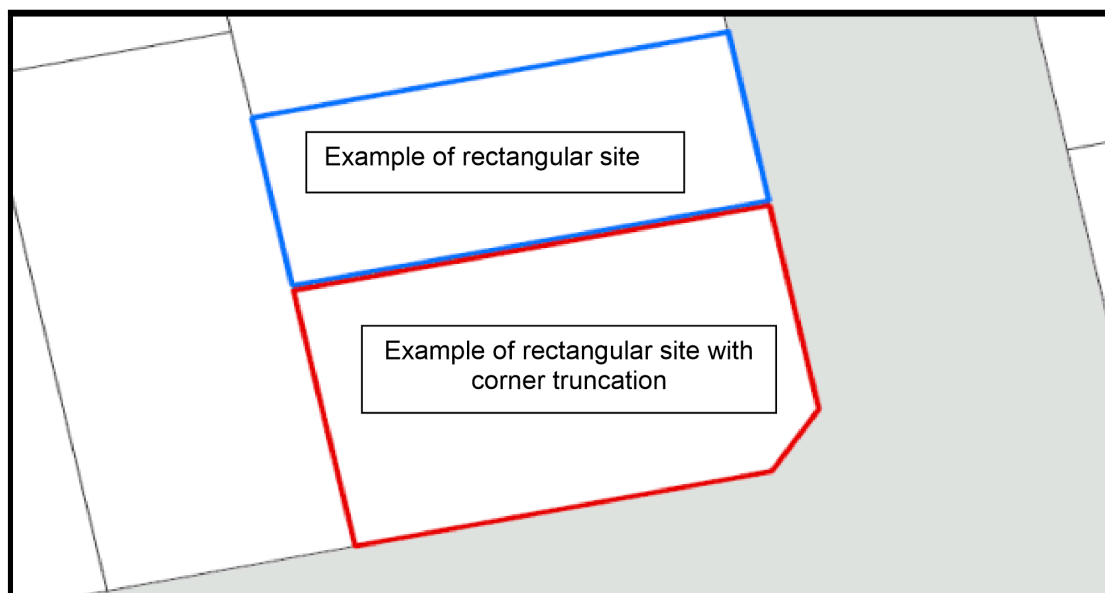 Example of rectangular site
Example of rectangular site with
corner truncation